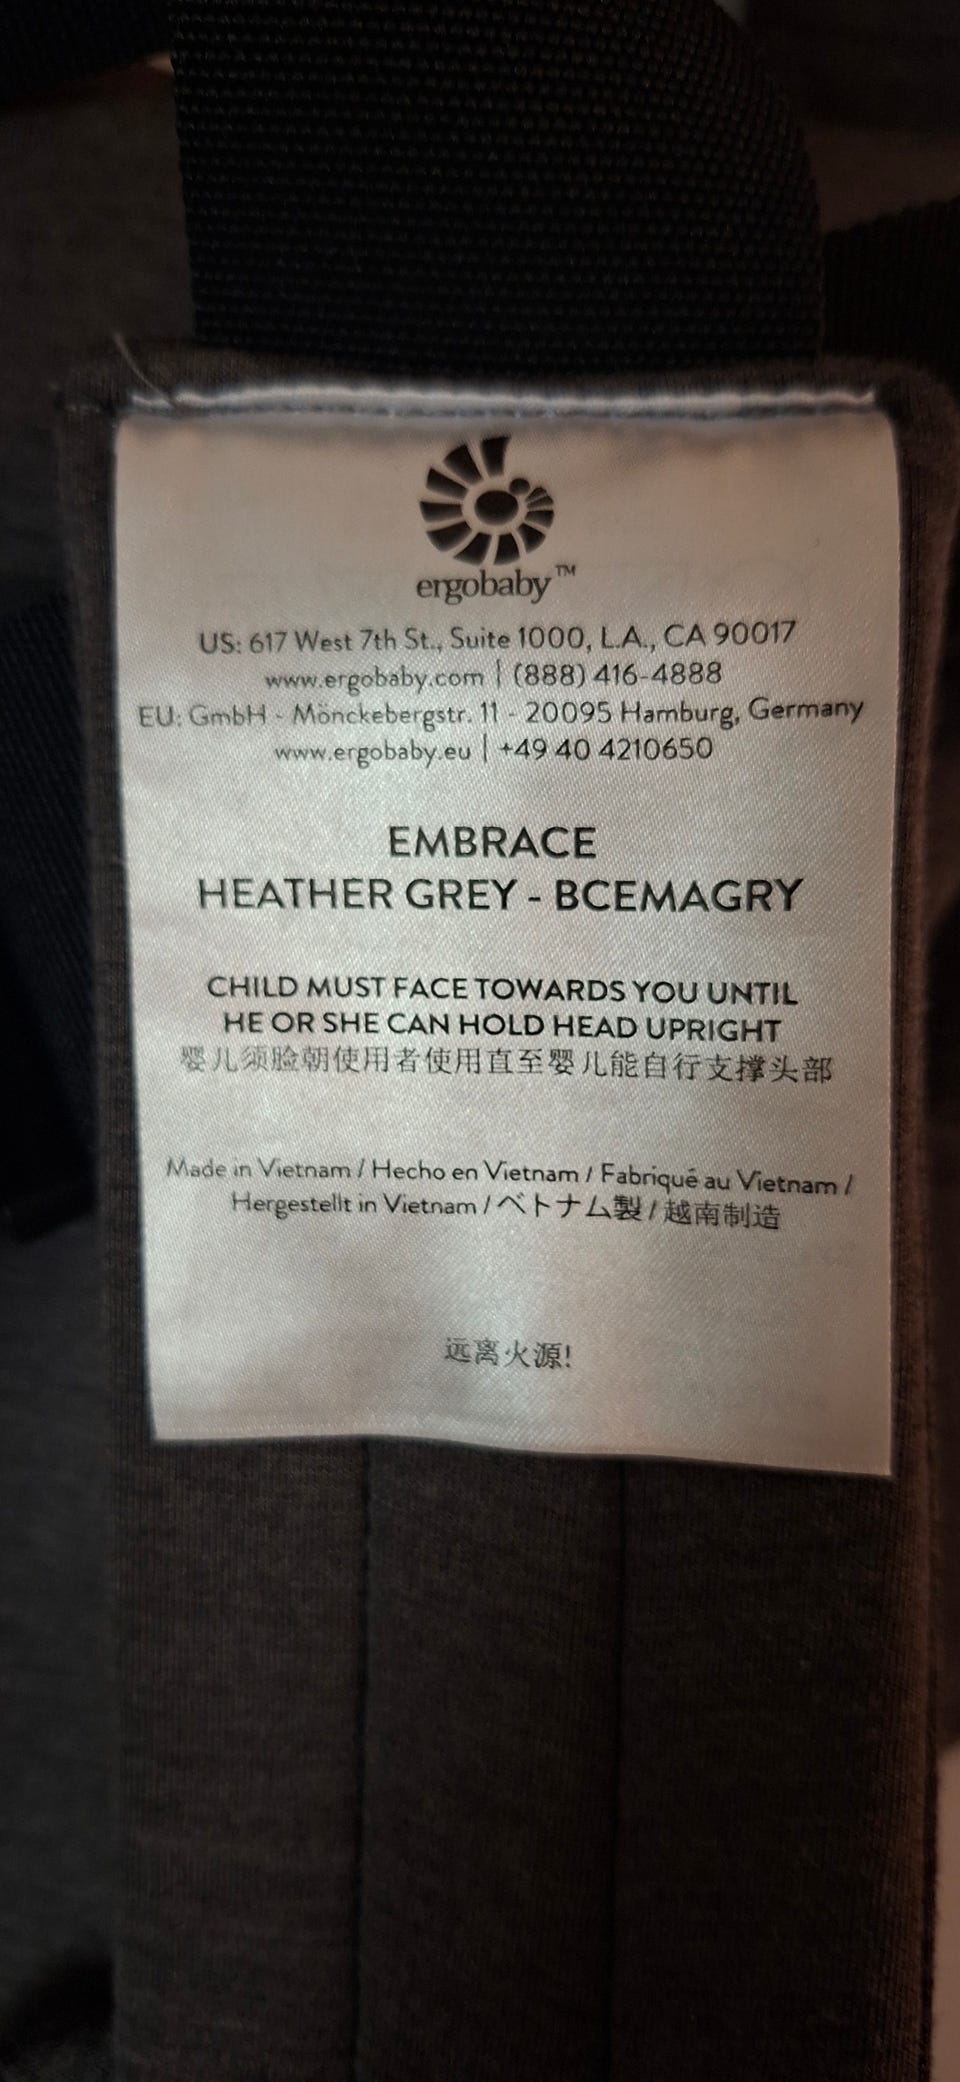 ergobaby™
US: 617 West 7th St., Suite 1000, L.A., CA 90017
www.ergobaby.com | (888) 416-4888
EU: GmbH - Mönckebergstr. 11 - 20095 Hamburg, Germany
www.ergobaby.eu | +49 40 4210650
EMBRACE
HEATHER GREY - BCEMAGRY
CHILD MUST FACE TOWARDS YOU UNTIL
HE OR SHE CAN HOLD HEAD UPRIGHT
婴儿须脸朝使用者使用直至婴儿能自行支撑头部
Made in Vietnam / Hecho en Vietnam / Fabriqué au Vietnam /
Hergestellt in Vietnam / ベトナム製 / 越南制造
远离火源!